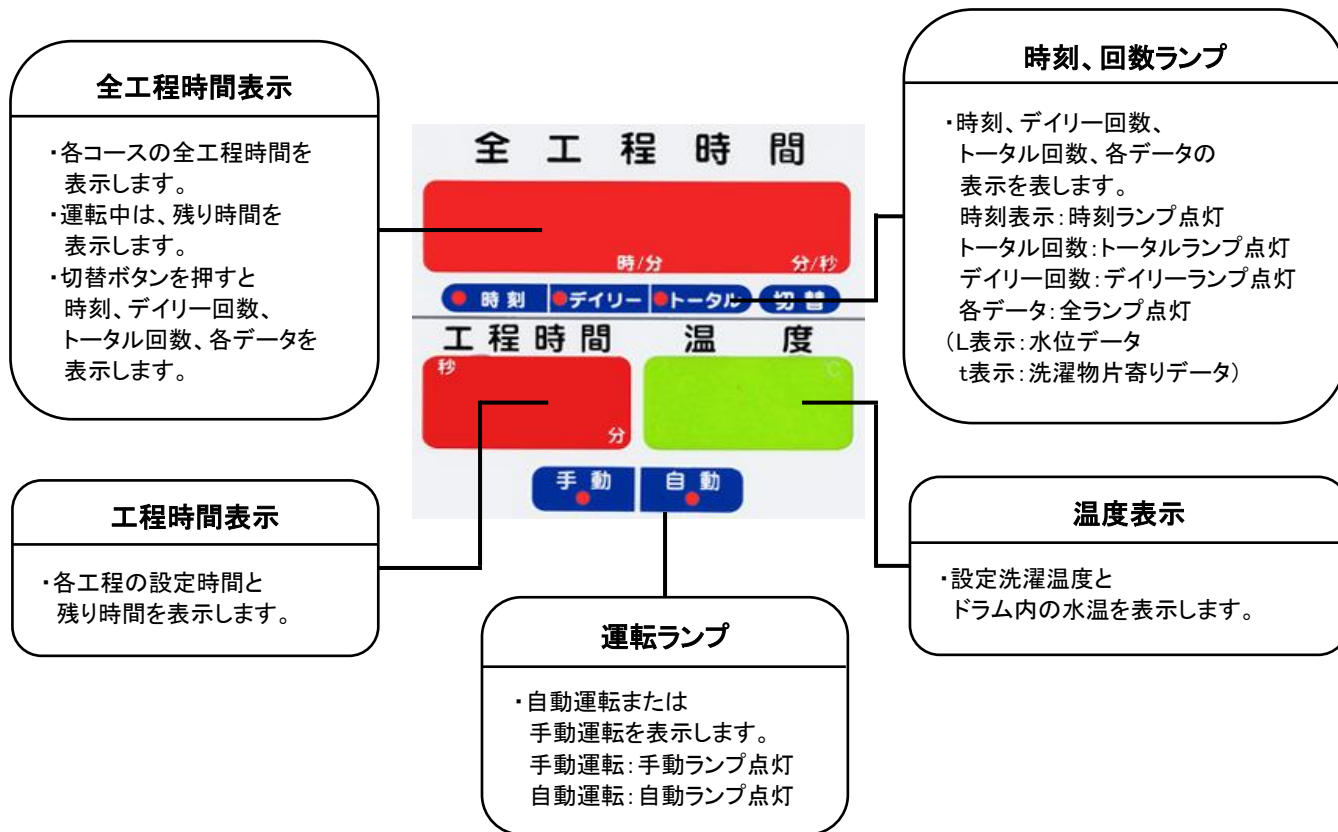 全工程時間表示
・各コースの全工程時間を
表示します。
・運転中は、残り時間を
表示します。
・切替ボタンを押すと
時刻、デイリー回数、
トータル回数、各データを
表示します。
時刻、回数ランプ
・時刻、デイリー回数、
トータル回数、各データの
表示を表します。
時刻表示：時刻ランプ点灯
トータル回数：トータルランプ点灯
デイリー回数：デイリーランプ点灯
各データ：全ランプ点灯
（L表示：水位データ
t表示：洗濯物片寄りデータ）
全工程時間
時/分 分/秒
時刻 デイリー トータル 切替
工程時間 温度
秒 ℃
分
手動 自動
工程時間表示
・各工程の設定時間と
残り時間を表示します。
運転ランプ
・自動運転または
手動運転を表示します。
手動運転：手動ランプ点灯
自動運転：自動ランプ点灯
温度表示
・設定洗濯温度と
ドラム内の水温を表示します。